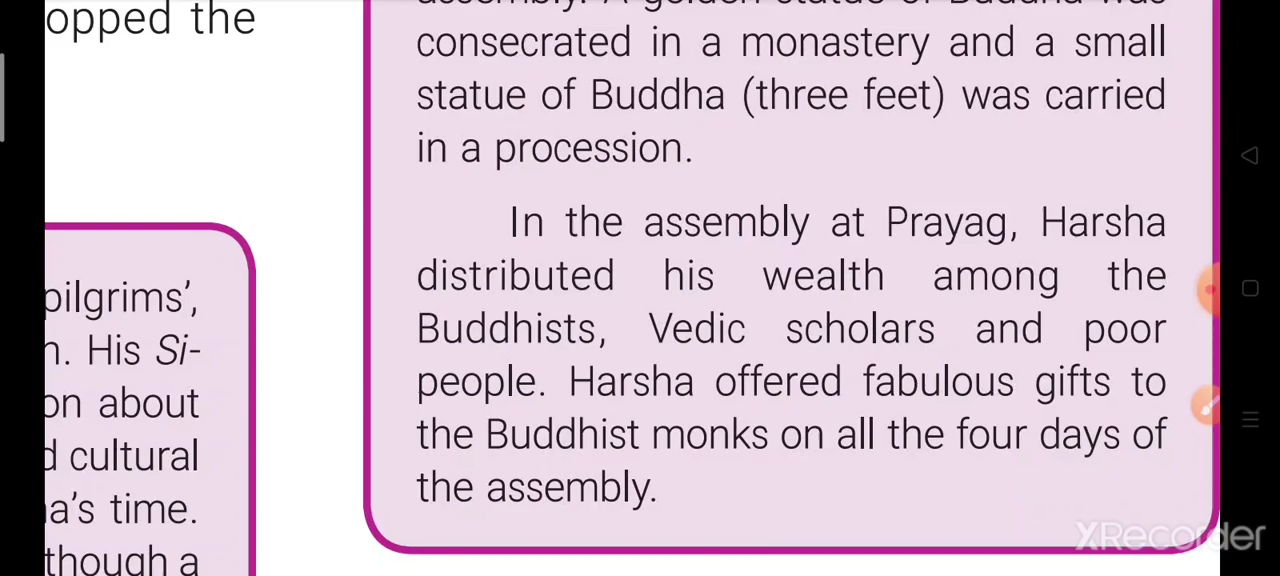 opped the
pilgrims',
. His Si-
on about
cultural
a's time.
though a
consecrated in a monastery and a small
statue of Buddha (three feet) was carried
in a procession.
In the assembly at Prayag, Harsha
distributed his wealth among the
Buddhists, Vedic scholars and poor
people. Harsha offered fabulous gifts to
the Buddhist monks on all the four days of
the assembly.
XRecorder